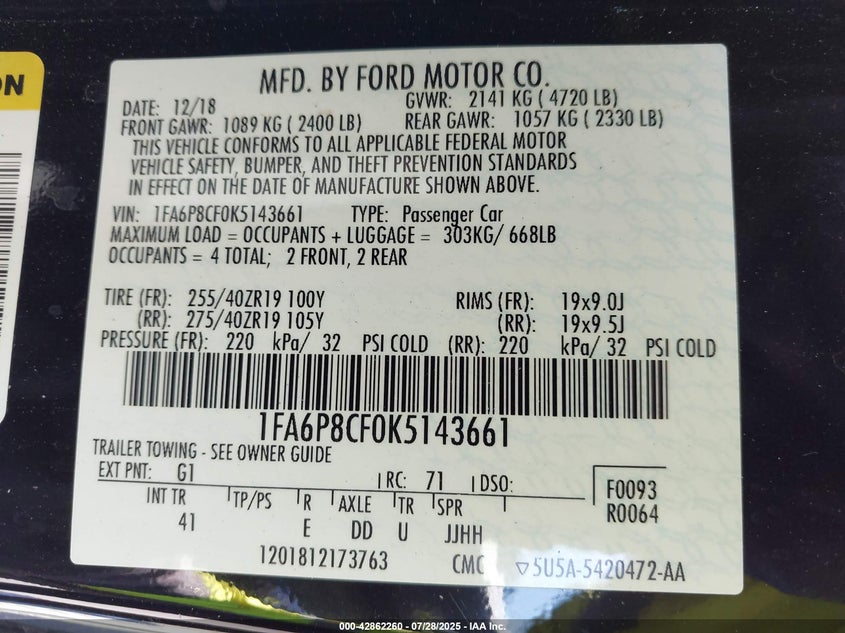 ON
MFD. BY FORD MOTOR CO.
DATE: 12/18 GVWR: 2141 KG ( 4720 LB)
FRONT GAWR: 1089 KG ( 2400 LB) REAR GAWR: 1057 KG ( 2330 LB)
THIS VEHICLE CONFORMS TO ALL APPLICABLE FEDERAL MOTOR
VEHICLE SAFETY, BUMPER, AND THEFT PREVENTION STANDARDS
IN EFFECT ON THE DATE OF MANUFACTURE SHOWN ABOVE.
VIN: 1FA6P8CF0K5143661 TYPE: Passenger Car
MAXIMUM LOAD = OCCUPANTS + LUGGAGE = 303KG/ 668LB
OCCUPANTS = 4 TOTAL; 2 FRONT, 2 REAR
TIRE (FR): 255/40ZR19 100Y RIMS (FR): 19x9.0J
(RR): 275/40ZR19 105Y (RR): 19x9.5J
PRESSURE (FR): 220 kPa/ 32 PSI COLD (RR): 220 kPa/ 32 PSI COLD
1FA6P8CF0K5143661
TRAILER TOWING - SEE OWNER GUIDE
EXT PNT: G1 RC: 71 DSO: F0093
INT TR TP/PS R AXLE TR SPR R0064
41 E DD U JJHH
1201812173763 CMC ▽5U5A-5420472-AA
000-42862260 - 07/28/2025 - IAA Inc.